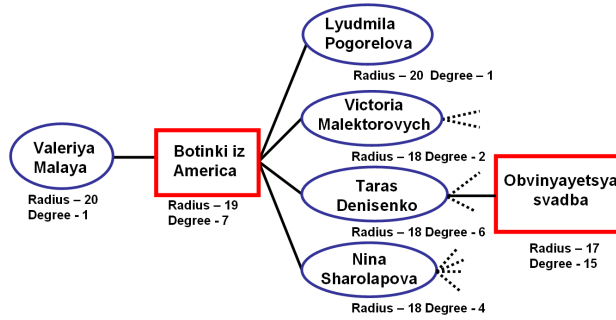 Lyudmila
Pogorelova
Radius – 20 Degree – 1
Victoria
Malektorovych
Radius – 18 Degree - 2
Valeriya
Malaya
Radius – 20
Degree - 1
Botinki iz
America
Radius – 19
Degree - 7
Taras
Denisenko
Radius – 18 Degree - 6
Obvinyayetsya
svadba
Radius – 17
Degree - 15
Nina
Sharolapova
Radius – 18 Degree - 4